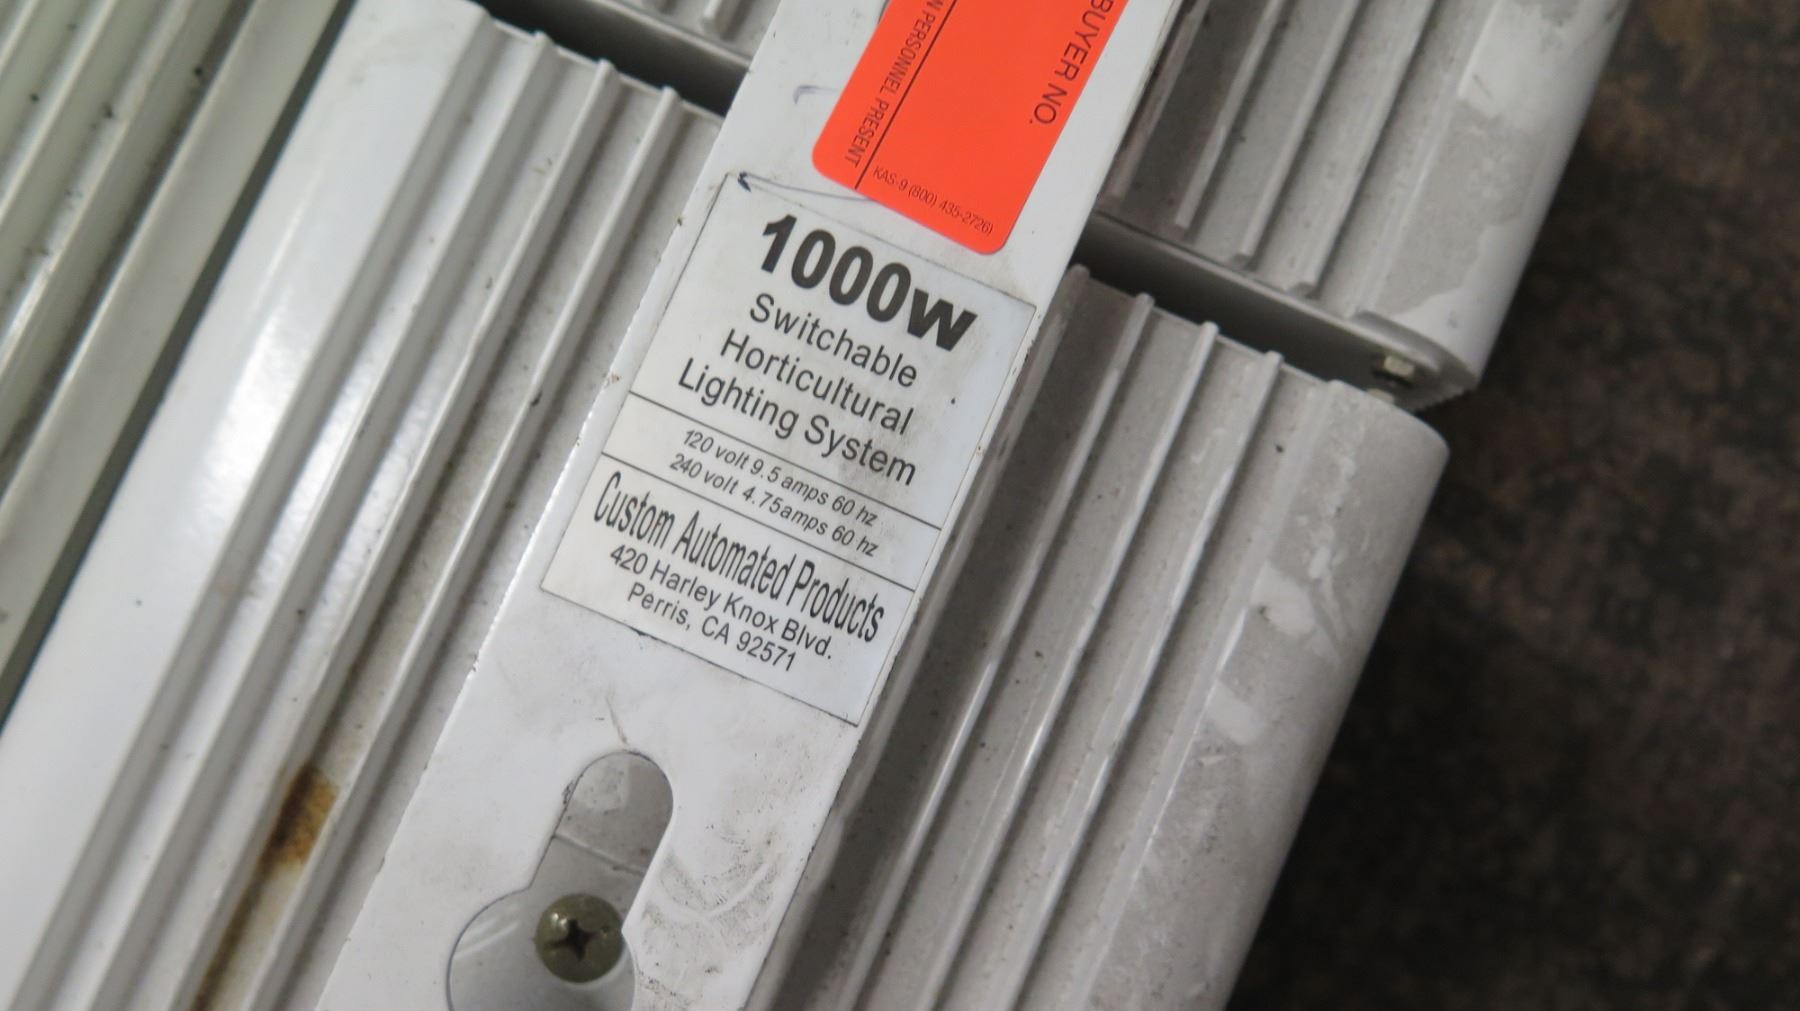 BUYER NO.
PERSONNEL PRESENT
KAS-9 (800) 435-2726)
1000w
Switchable
Horticultural
Lighting System
120 volt 9.5 amps 60 hz
240 volt 4.75amps 60 hz
Custom Automated Products
420 Harley Knox Blvd.
Perris, CA 92571